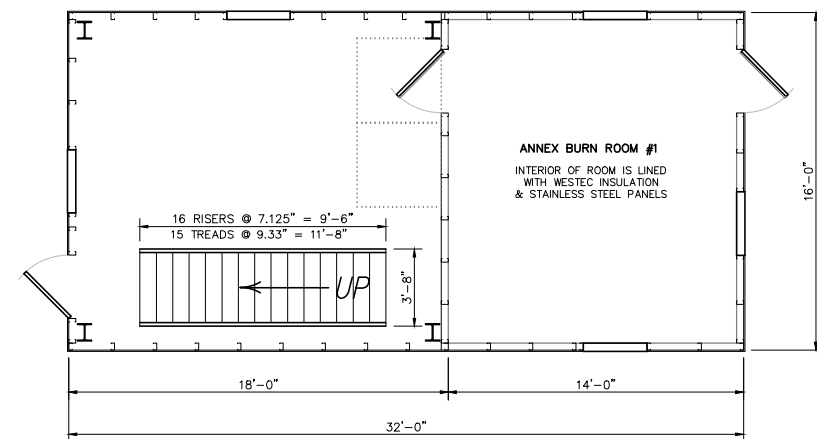 ANNEX BURN ROOM #1
INTERIOR OF ROOM IS LINED
WITH WESTEC INSULATION
& STAINLESS STEEL PANELS
16'-0"
16 RISERS @ 7.125" = 9'-6"
15 TREADS @ 9.33" = 11'-8"
UP
3'-8"
18'-0"
14'-0"
32'-0"